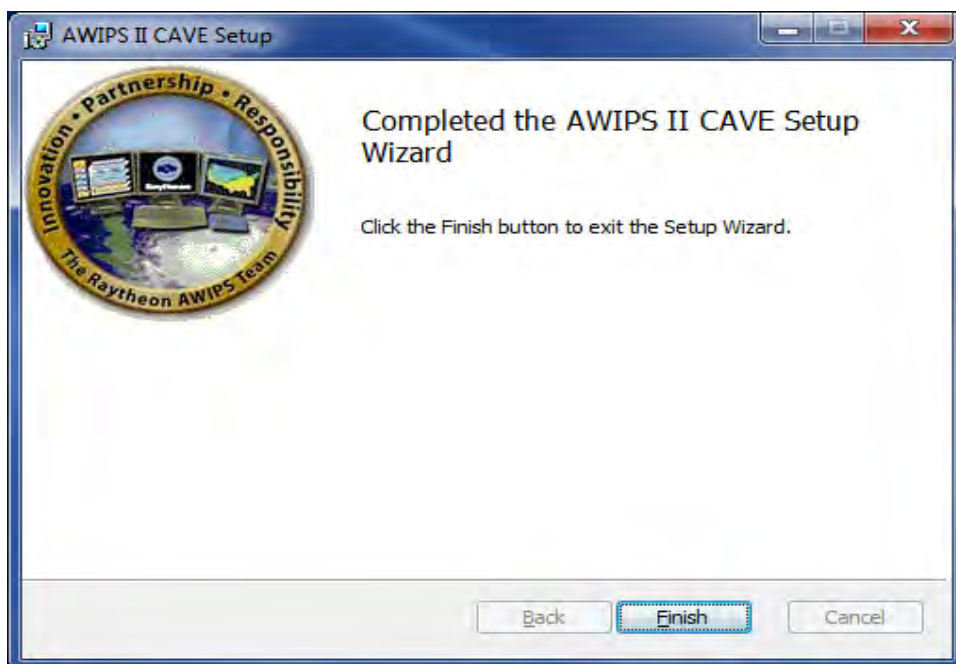 AWIPS II CAVE Setup
Innovation • Partnership • Responsibility
The Raytheon AWIPS Team
Raytheon
Completed the AWIPS II CAVE Setup
Wizard
Click the Finish button to exit the Setup Wizard.
Back
Finish
Cancel